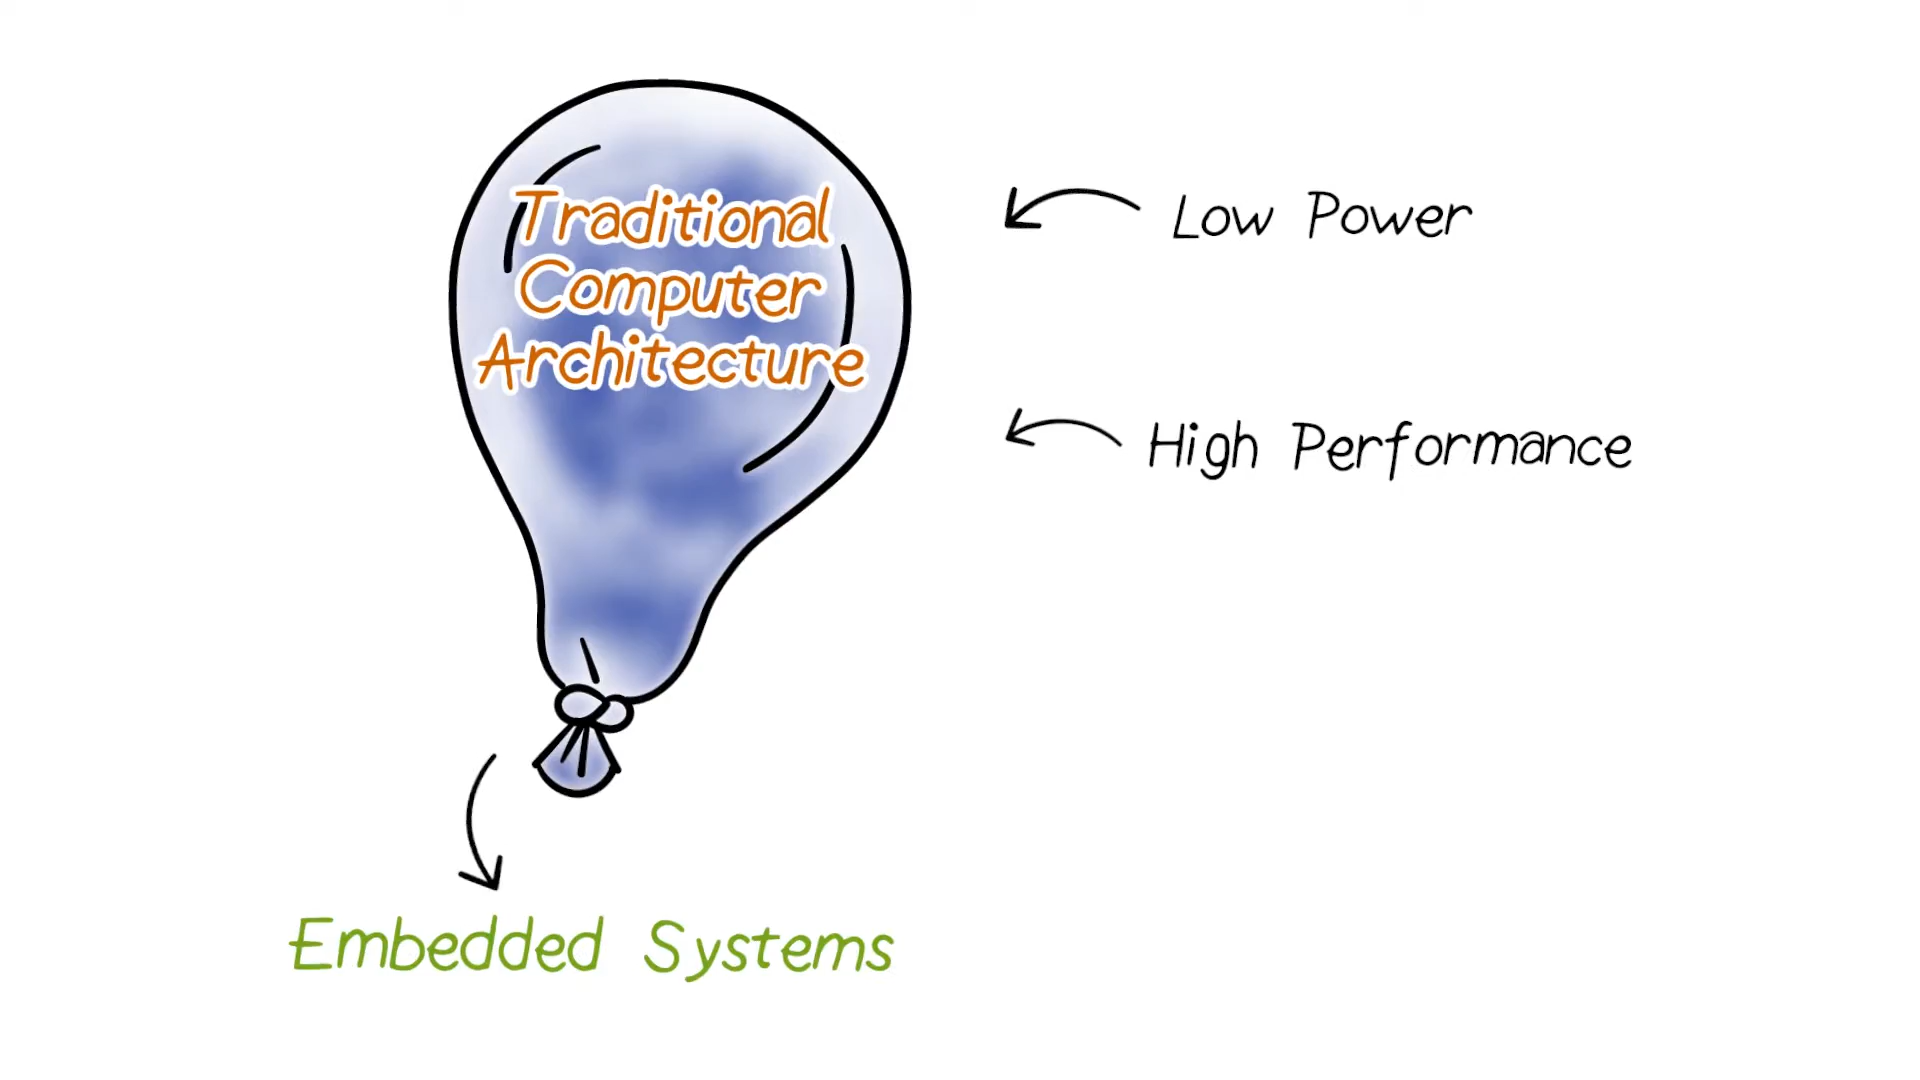 Traditional
Computer
Architecture
Low Power
High Performance
Embedded Systems